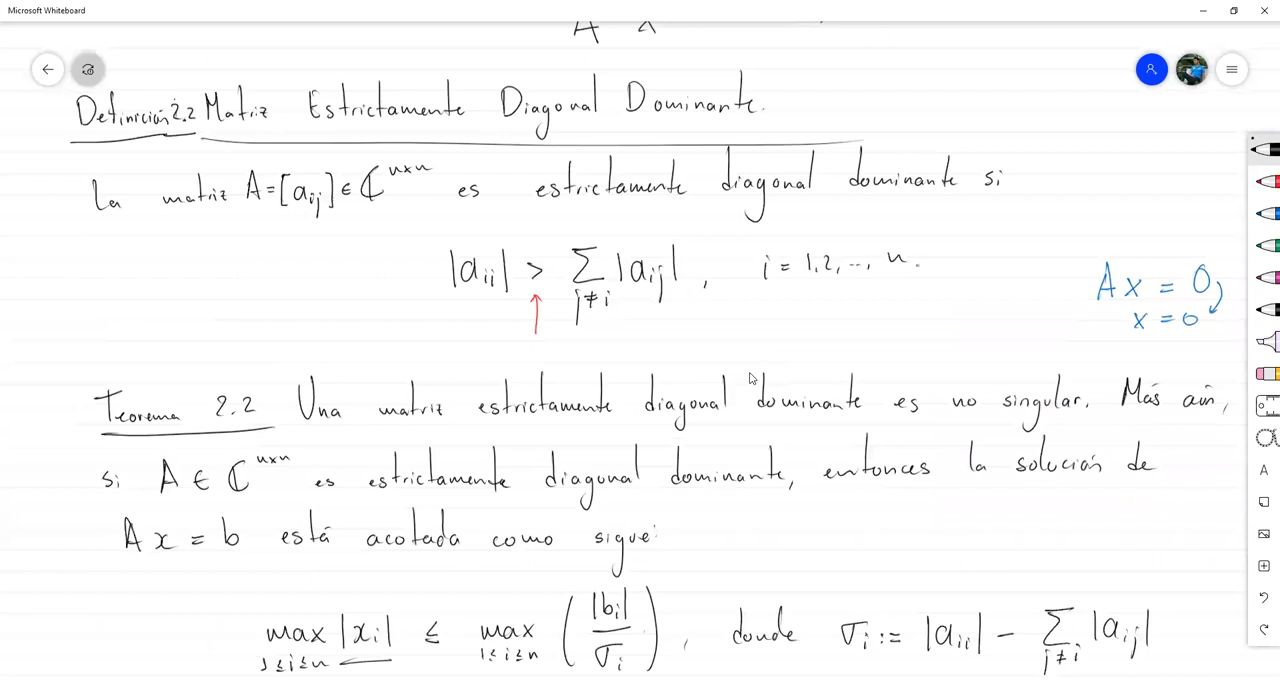 Microsoft Whiteboard
Definición 2.2 Matriz Estrictamente Diagonal Dominante.
La matriz A = [aij] ∈ ℂ^{n×n} es estrictamente diagonal dominante si
|aii| > Σ_{j≠i} |aij|, i = 1,2, ..., n.
Ax = 0
x = 0
Teorema 2.2 Una matriz estrictamente diagonal dominante es no singular. Más aún,
si A ∈ ℂ^{n×n} es estrictamente diagonal dominante, entonces la solución de
Ax = b está acotada como sigue:
max_{1≤i≤n} |xi| ≤ max_{1≤i≤n} (|bi| / σi), donde σi := |aii| - Σ_{j≠i} |aij|